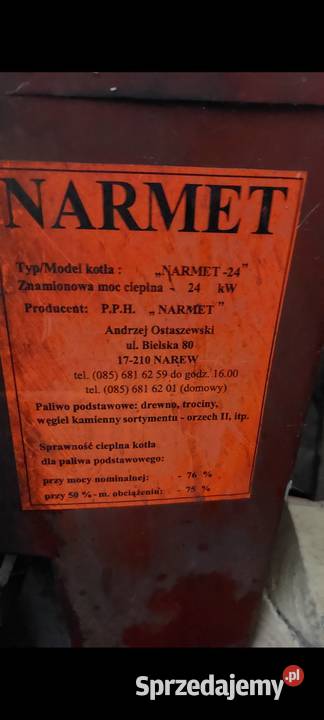 NARMET
Typ/Model kotła : „NARMET -24”
Znamionowa moc cieplna - 24 kW
Producent: P.P.H. „NARMET”
Andrzej Ostaszewski
ul. Bielska 80
17-210 NAREW
tel. (085) 681 62 59 do godz. 16.00
tel. (085) 681 62 01 (domowy)
Paliwo podstawowe: drewno, trociny,
węgiel kamienny sortymentu - orzech II, itp.
Sprawność cieplna kotła
dla paliwa podstawowego:
przy mocy nominalnej: - 76 %
przy 50 % - m. obciążeniu: - 75 %
Sprzedajemy.pl